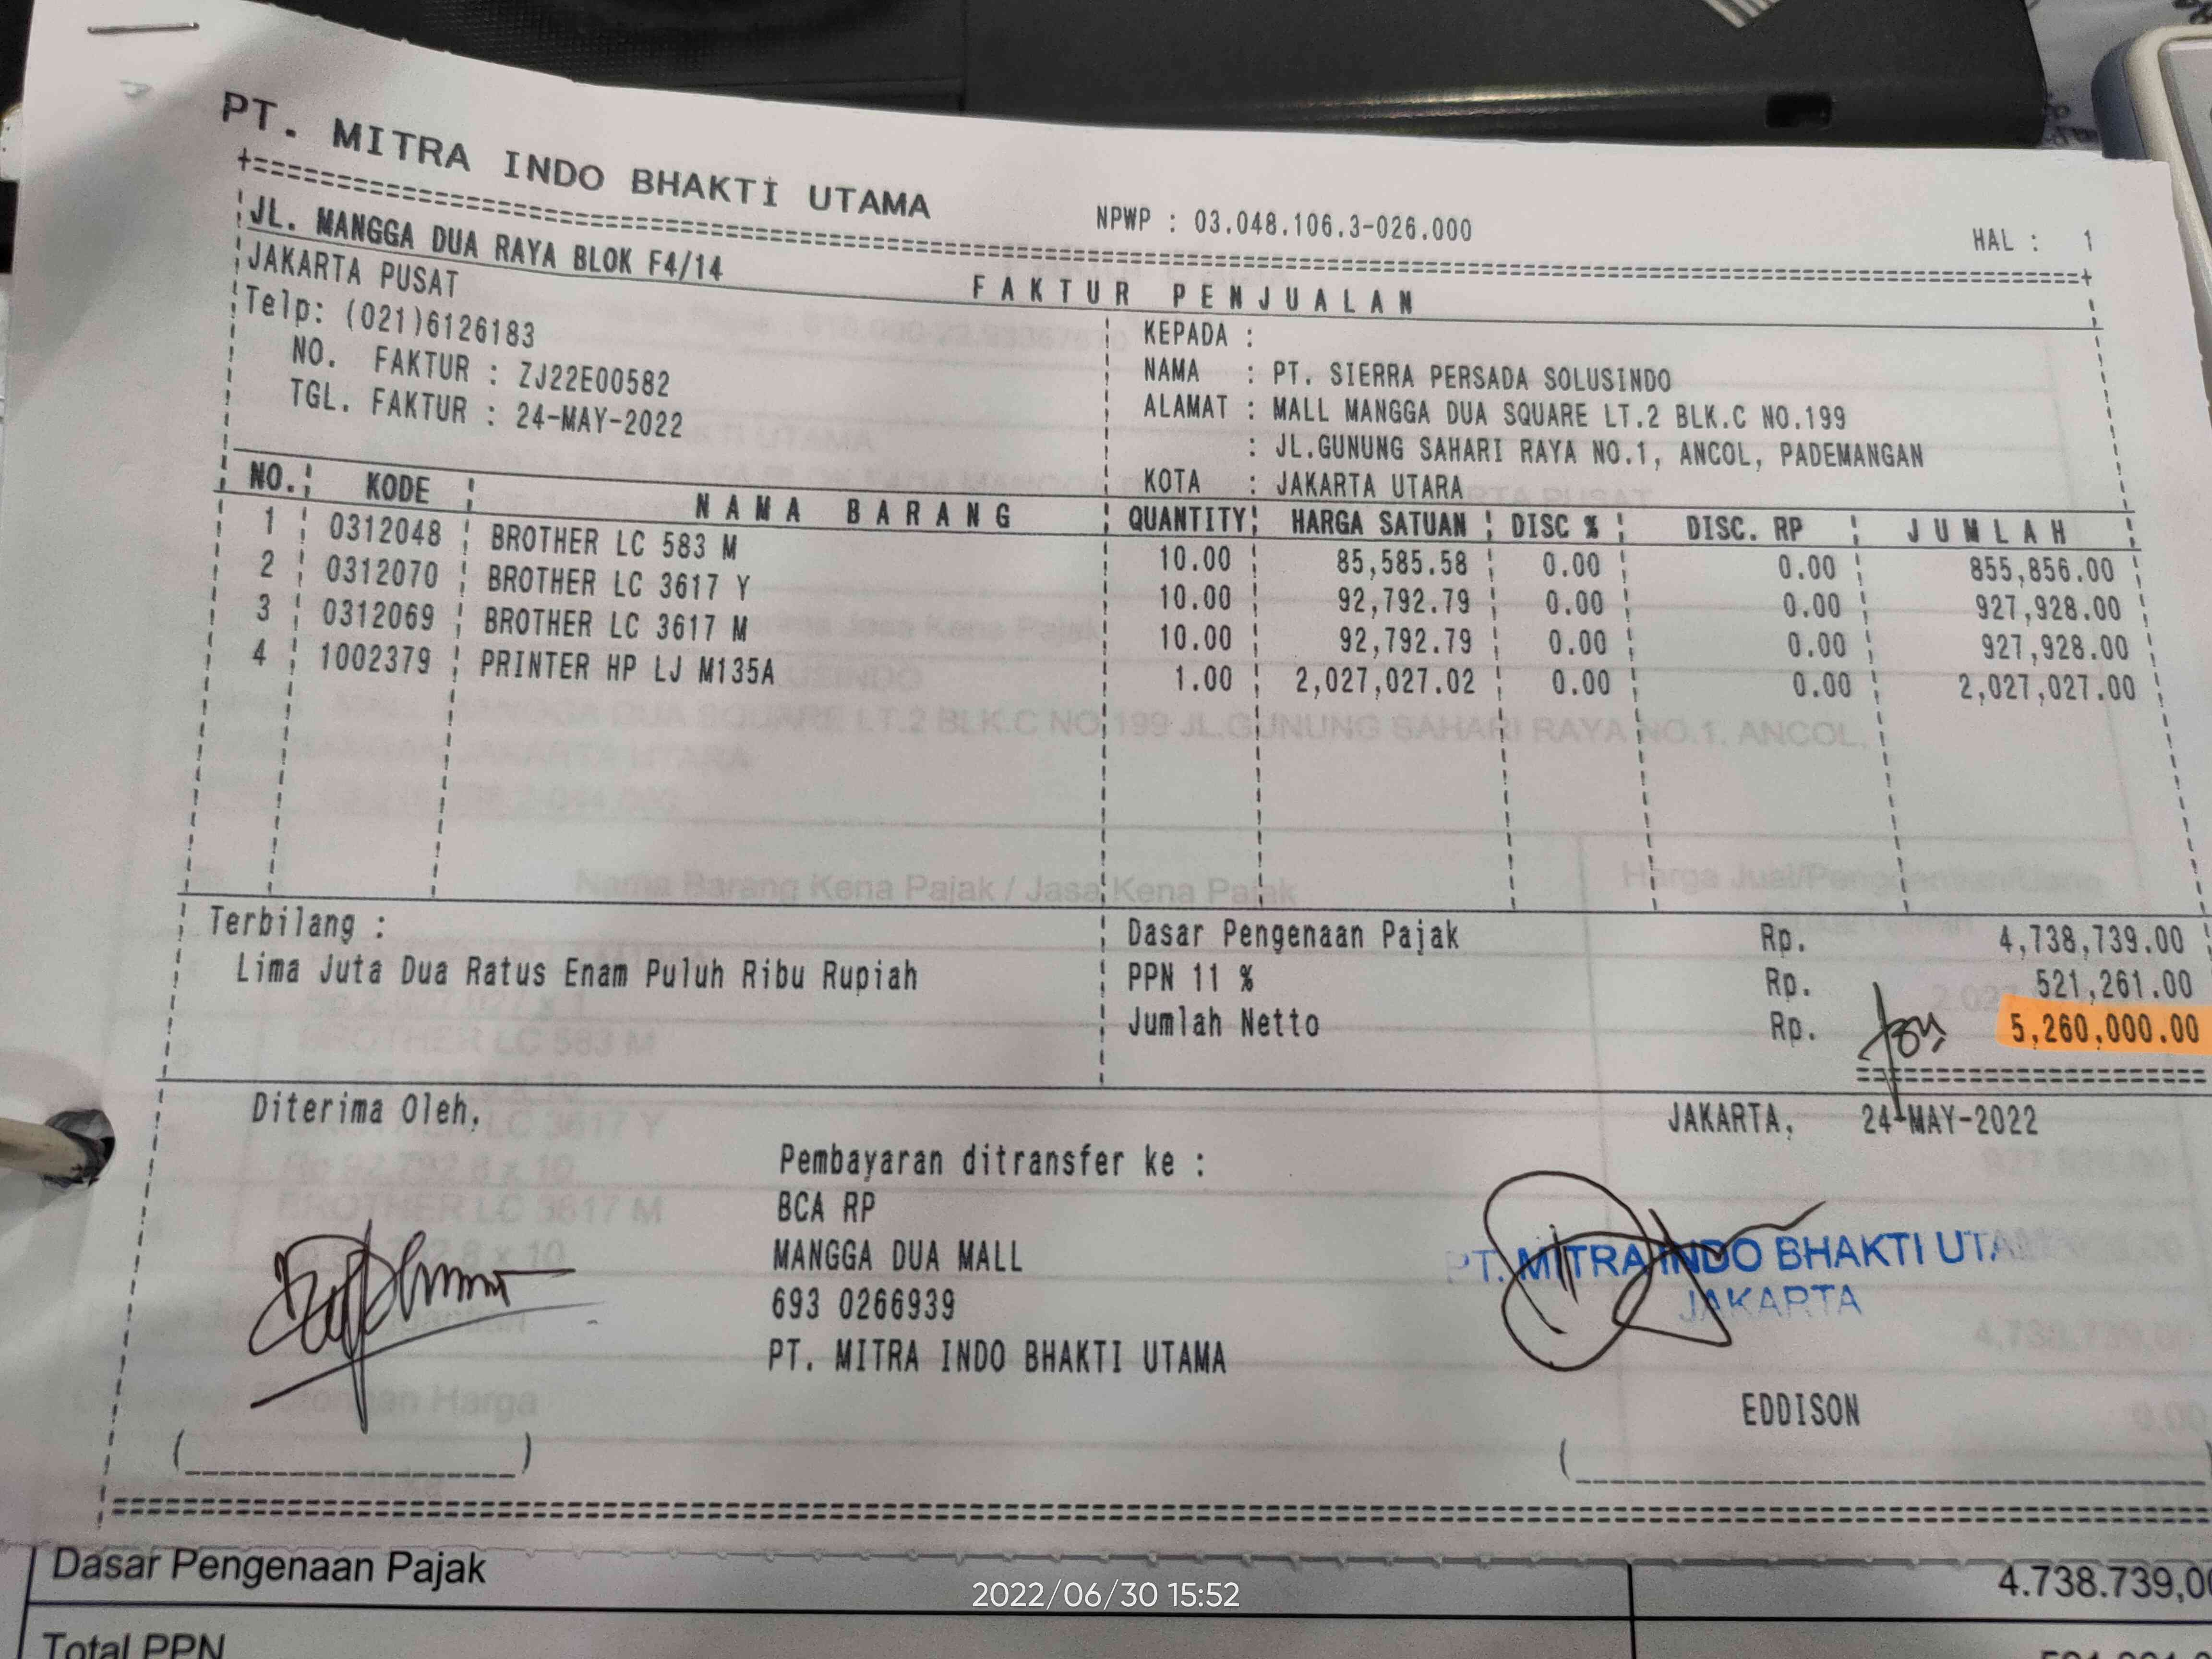 PT. MITRA INDO BHAKTI UTAMA
NPWP : 03.048.106.3-026.000
HAL : 1
JL. MANGGA DUA RAYA BLOK F4/14
JAKARTA PUSAT
Telp: (021)6126183
NO. FAKTUR : ZJ22E00582
TGL. FAKTUR : 24-MAY-2022
FAKTUR PENJUALAN
KEPADA :
NAMA : PT. SIERRA PERSADA SOLUSINDO
ALAMAT : MALL MANGGA DUA SQUARE LT.2 BLK.C NO.199
: JL.GUNUNG SAHARI RAYA NO.1, ANCOL, PADEMANGAN
KOTA : JAKARTA UTARA
NO. KODE NAMA BARANG QUANTITY HARGA SATUAN DISC % DISC. RP JUMLAH
1 0312048 BROTHER LC 583 M 10.00 85,585.58 0.00 0.00 855,856.00
2 0312070 BROTHER LC 3617 Y 10.00 92,792.79 0.00 0.00 927,928.00
3 0312069 BROTHER LC 3617 M 10.00 92,792.79 0.00 0.00 927,928.00
4 1002379 PRINTER HP LJ M135A 1.00 2,027,027.02 0.00 0.00 2,027,027.00
Terbilang :
Lima Juta Dua Ratus Enam Puluh Ribu Rupiah
Dasar Pengenaan Pajak Rp. 4,738,739.00
PPN 11 % Rp. 521,261.00
Jumlah Netto Rp. 5,260,000.00
Diterima Oleh,
JAKARTA, 24-MAY-2022
Pembayaran ditransfer ke :
BCA RP
MANGGA DUA MALL
693 0266939
PT. MITRA INDO BHAKTI UTAMA
PT. MITRA INDO BHAKTI UTAMA
JAKARTA
EDDISON
Dasar Pengenaan Pajak 4.738.739,00
Total PPN
2022/06/30 15:52